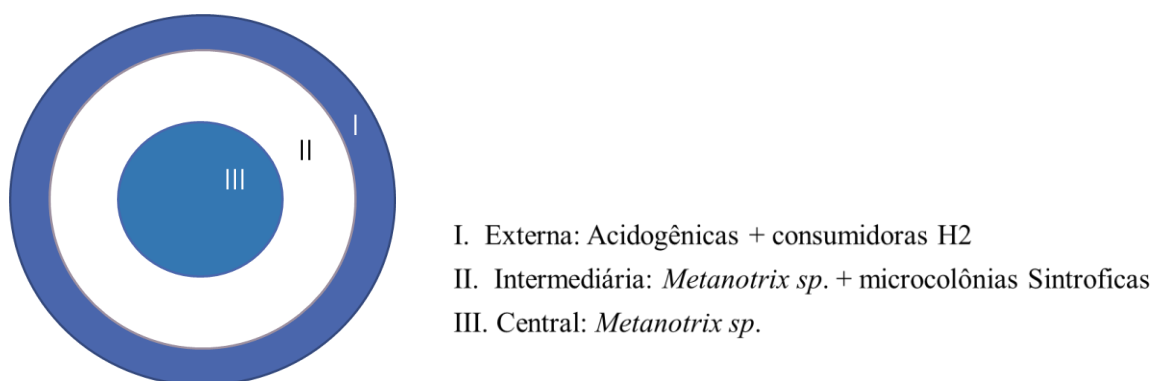 I
II
III
I. Externa: Acidogênicas + consumidoras H2
II. Intermediária: Metanotrix sp. + microcolônias Sintroficas
III. Central: Metanotrix sp.